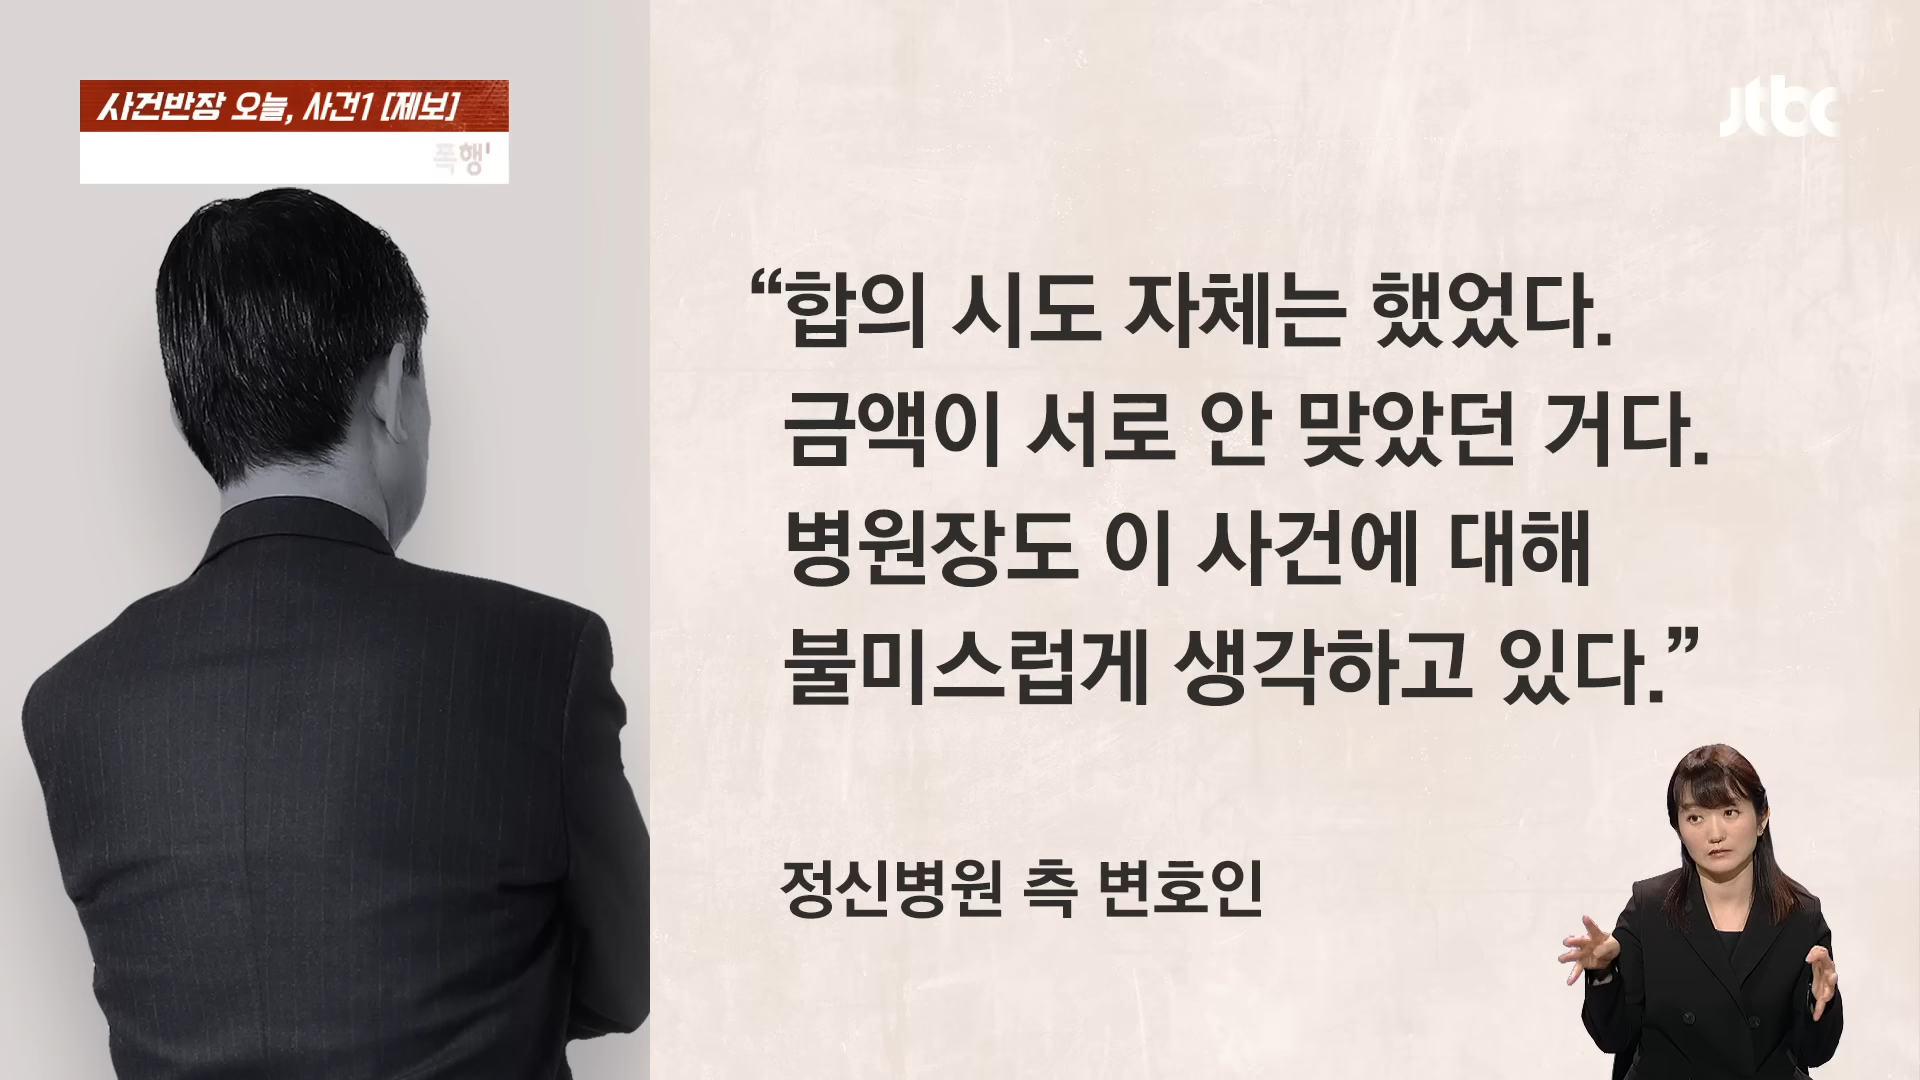 사건반장 오늘, 사건1 [제보]
폭행'
jtbc
“합의 시도 자체는 했었다.
금액이 서로 안 맞았던 거다.
병원장도 이 사건에 대해
불미스럽게 생각하고 있다.”
정신병원 측 변호인